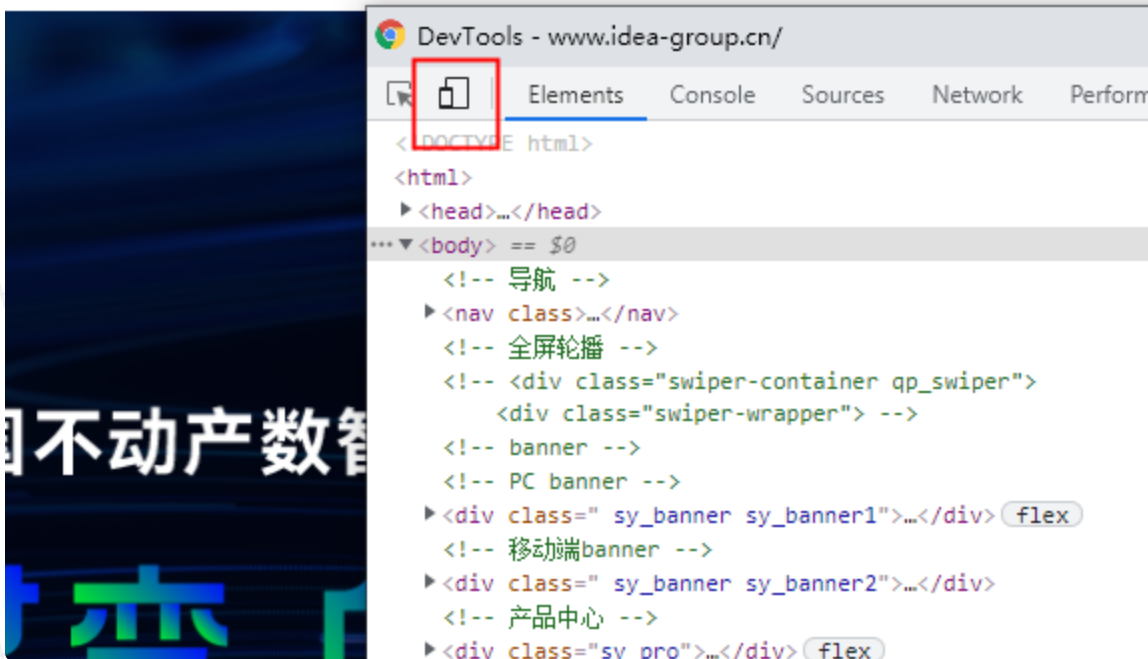 DevTools - www.idea-group.cn/
Elements Console Sources Network Perform
<!DOCTYPE html>
<html>
<head>…</head>
<body> == $0
<!-- 导航 -->
<nav class>…</nav>
<!-- 全屏轮播 -->
<!-- <div class="swiper-container qp_swiper">
<div class="swiper-wrapper"> -->
<!-- banner -->
<!-- PC banner -->
<div class=" sy_banner sy_banner1">…</div> flex
<!-- 移动端banner -->
<div class=" sy_banner sy_banner2">…</div>
<!-- 产品中心 -->
<div class="sy_pro">…</div> flex
国不动产数智
变